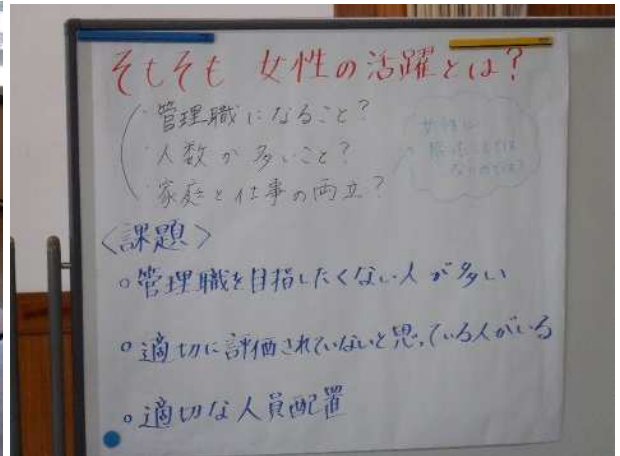 そもそも 女性の活躍とは?
・管理職になること?
・人数が多いこと?
・家庭と仕事の両立?
女性に
<課題>
○管理職を目指したくない人が多い
○適切に評価されていないと思っている人がいる
○適切な人員配置